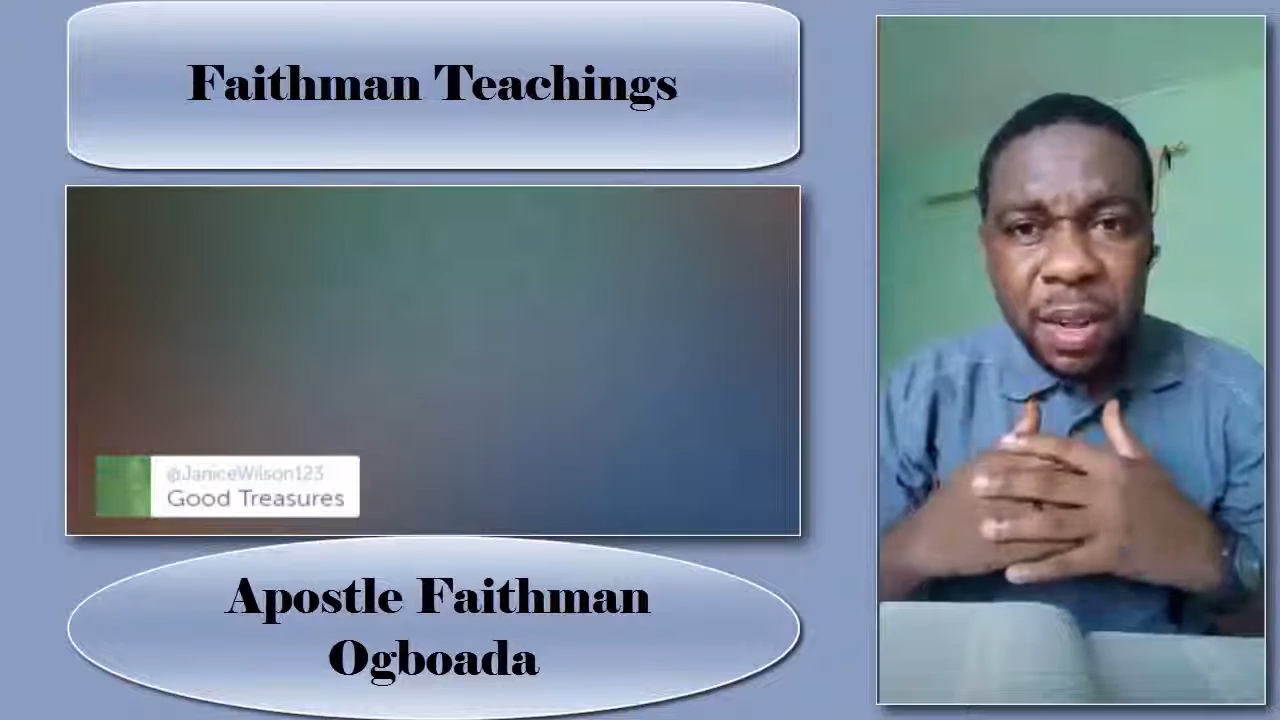 Faithman Teachings
@JaniceWilson123
Good Treasures
Apostle Faithman
Ogboada